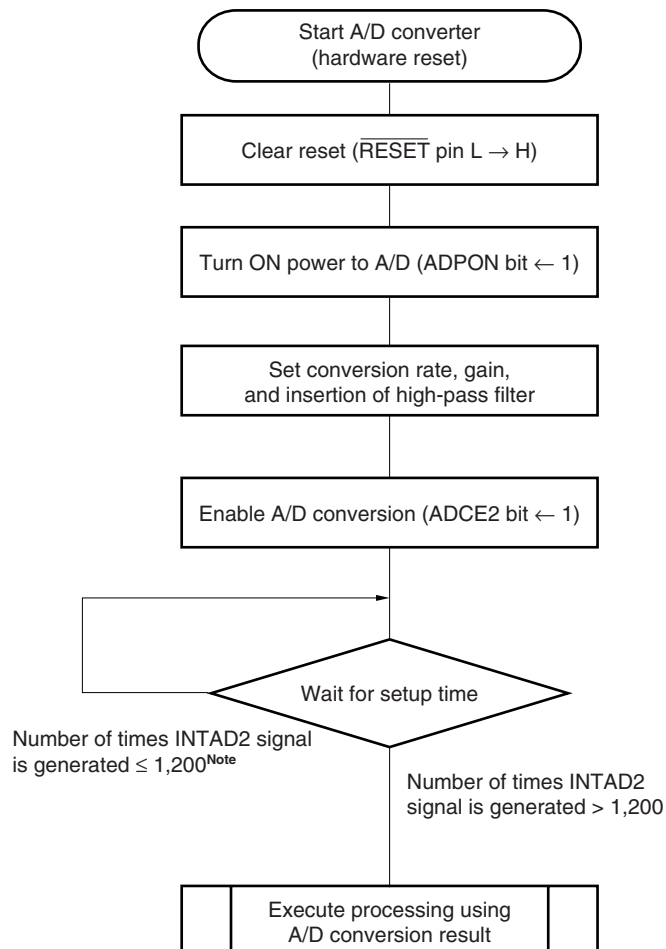 Start A/D converter
(hardware reset)
Clear reset (RESET pin L → H)
Turn ON power to A/D (ADPON bit ← 1)
Set conversion rate, gain,
and insertion of high-pass filter
Enable A/D conversion (ADCE2 bit ← 1)
Wait for setup time
Number of times INTAD2 signal
is generated ≤ 1,200Note
Number of times INTAD2
signal is generated > 1,200
Execute processing using
A/D conversion result